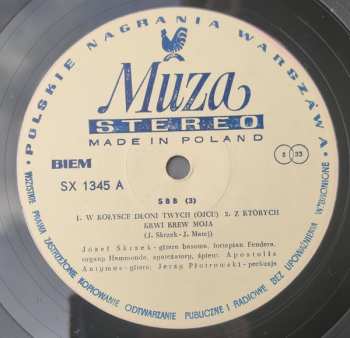 POLSKIE NAGRANIA WARSZAWA
Muza
STEREO
MADE IN POLAND
BIEM
SX 1345 A
S 33
SBB (3)
1. W KOŁYSCE DŁONI TWYCH (OJCU) 2. Z KTÓRYCH
KRWI KREW MOJA
(J. Skrzek-J. Matej)
Józef Skrzek-gitara basowa, fortepian Fendera,
organy Hammonda, syntezatory, śpiew; Apostolis
Antymos-gitara; Jerzy Piotrowski-perkusja
WSZYSTKIE PRAWA ZASTRZEŻONE KOPIOWANIE ODTWARZANIE PUBLICZNE I RADIOWE BEZ UPOWAŻNIENIA WZBRONIONE